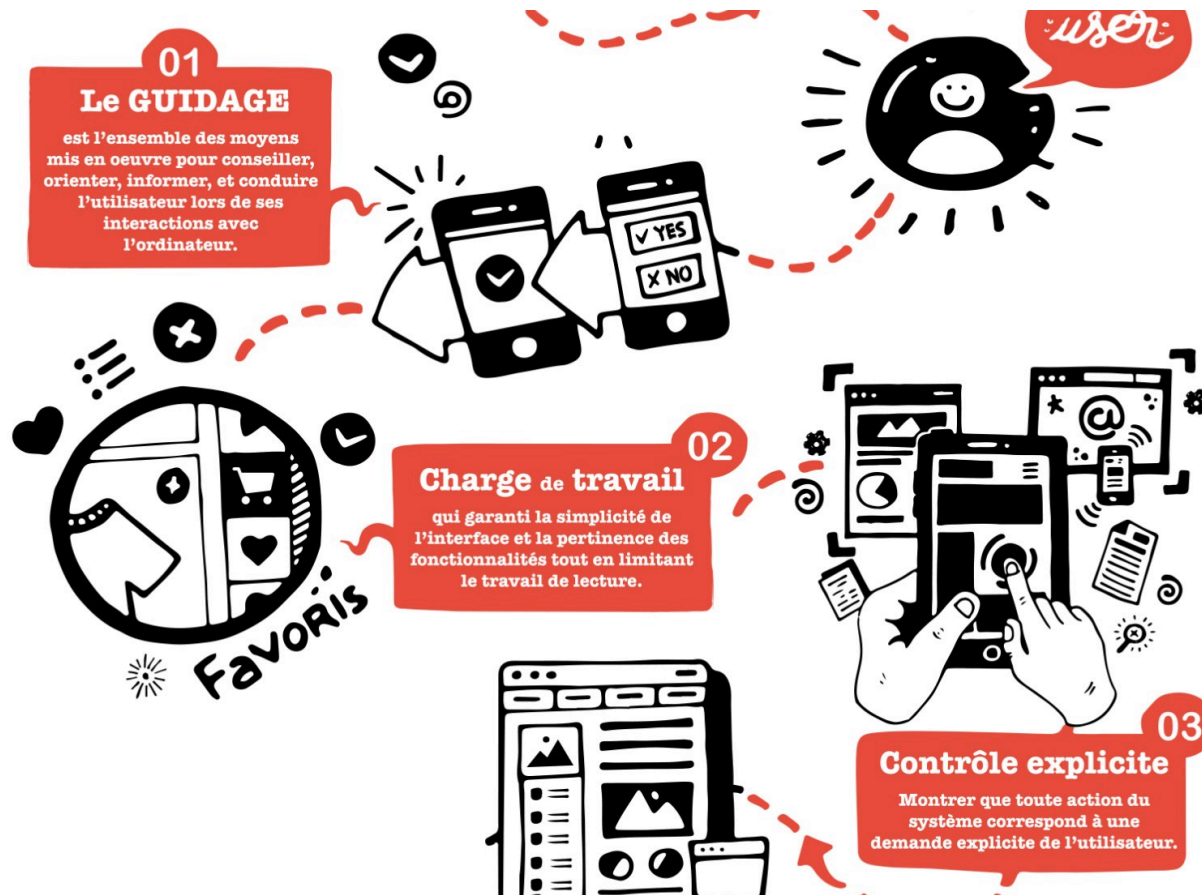 user
01
Le GUIDAGE
est l'ensemble des moyens
mis en oeuvre pour conseiller,
orienter, informer, et conduire
l'utilisateur lors de ses
interactions avec
l'ordinateur.
✓ YES
X NO
02
Charge de travail
qui garanti la simplicité de
l'interface et la pertinence des
fonctionnalités tout en limitant
le travail de lecture.
Favoris
@
03
Contrôle explicite
Montrer que toute action du
système correspond à une
demande explicite de l'utilisateur.